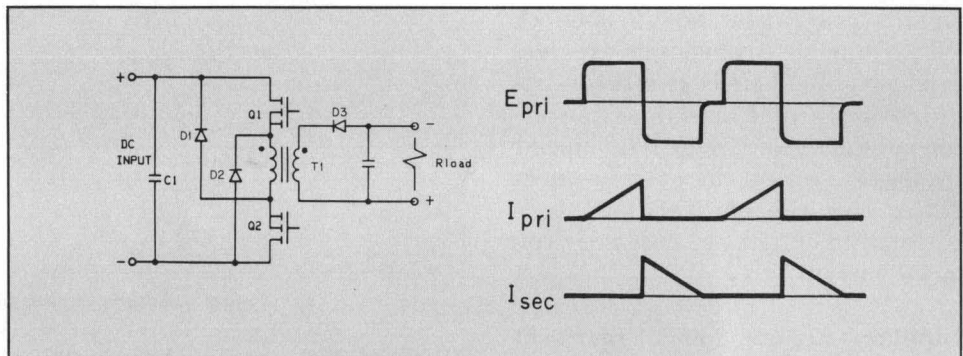 +
Q1
D3
-
D1
DC
INPUT
D2
T1
Rload
C1
Q2
+
-
E pri
I pri
I sec